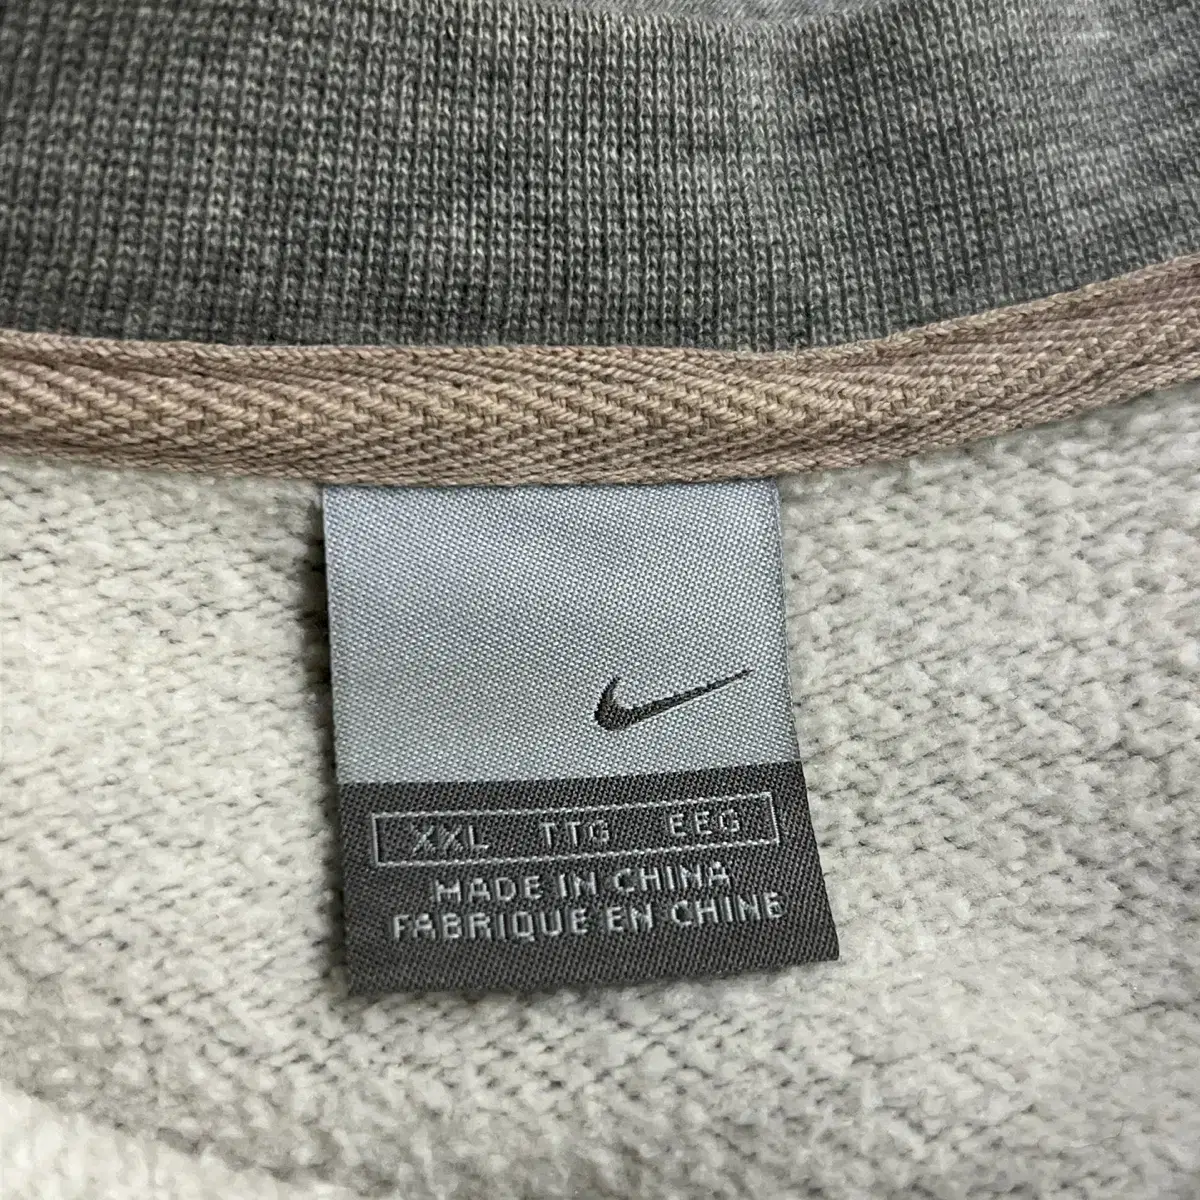 XXL TTG EEG
MADE IN CHINA
FABRIQUE EN CHINE